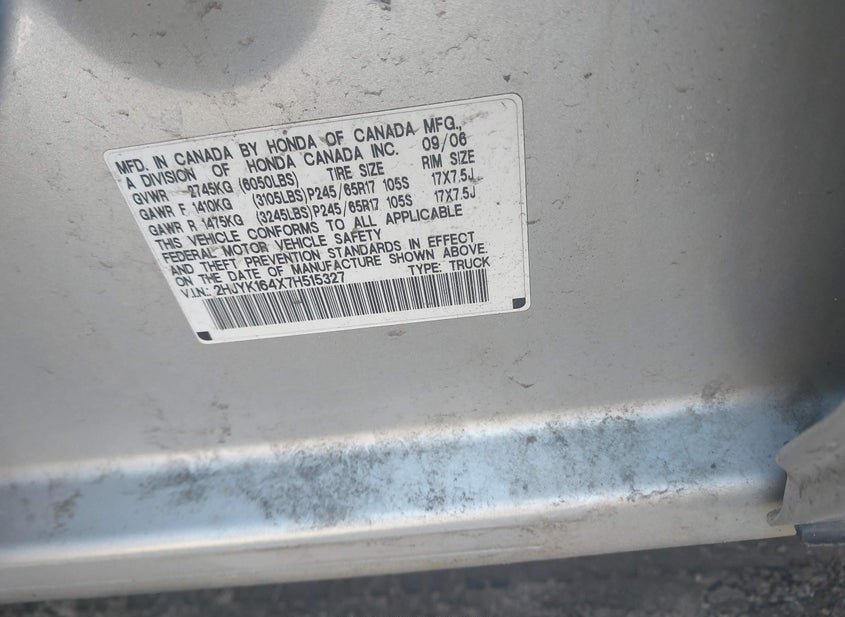 MFD. IN CANADA BY HONDA OF CANADA MFG.,
A DIVISION OF HONDA CANADA INC. 09/06
GVWR 2745KG (6050LBS) TIRE SIZE RIM SIZE
GAWR F 1410KG (3105LBS) P245/65R17 105S 17X7.5J
GAWR R 1475KG (3245LBS) P245/65R17 105S 17X7.5J
THIS VEHICLE CONFORMS TO ALL APPLICABLE
FEDERAL MOTOR VEHICLE SAFETY
AND THEFT PREVENTION STANDARDS IN EFFECT
ON THE DATE OF MANUFACTURE SHOWN ABOVE.
V.I.N: 2HJYK164X7H515327 TYPE: TRUCK